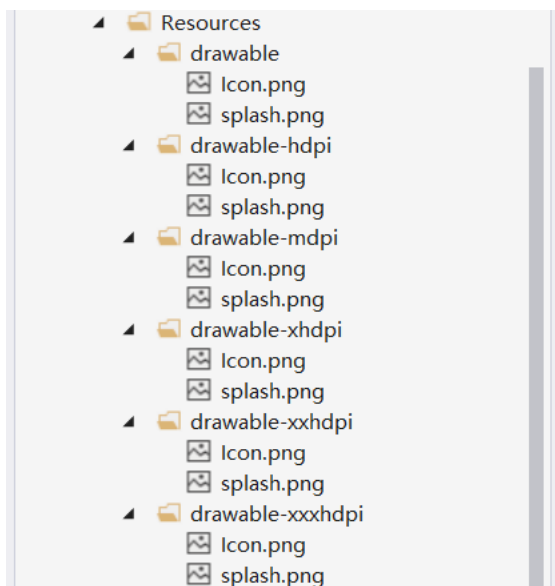 Resources
drawable
Icon.png
splash.png
drawable-hdpi
Icon.png
splash.png
drawable-mdpi
Icon.png
splash.png
drawable-xhdpi
Icon.png
splash.png
drawable-xxhdpi
Icon.png
splash.png
drawable-xxxhdpi
Icon.png
splash.png